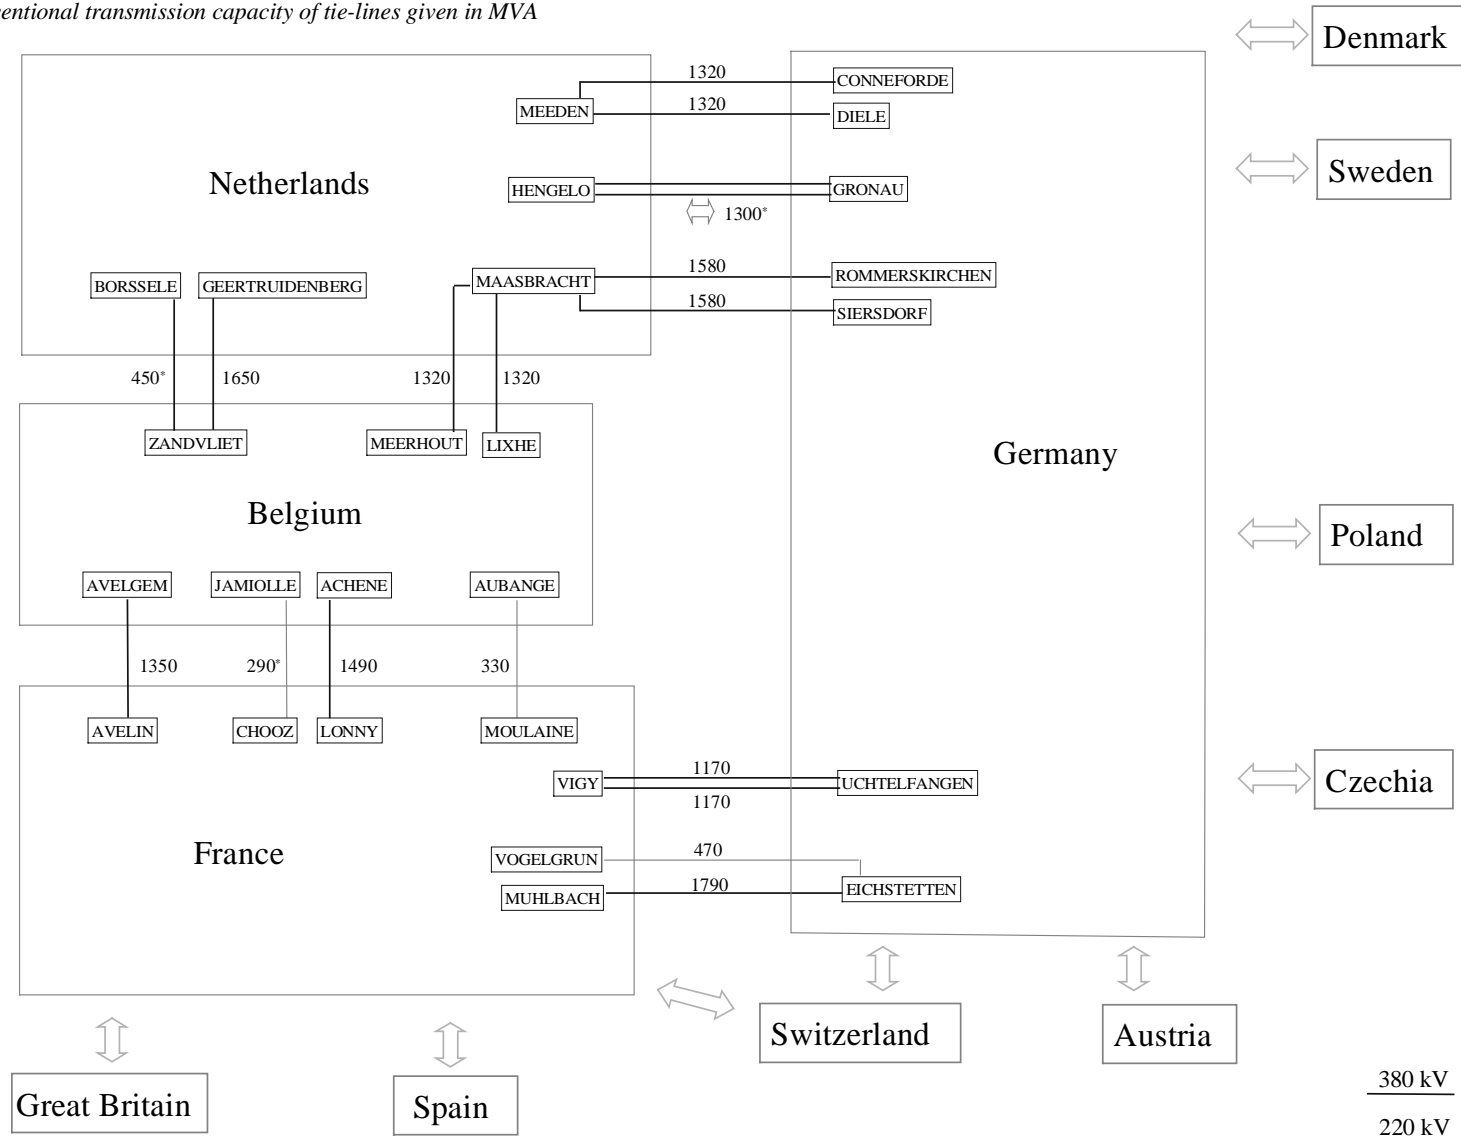 transmission capacity of tie-lines given in MVA
Denmark
1320
CONNEFORDE
MEEDEN
1320
DIELE
Netherlands
Sweden
HENGELO
GRONAU
1300*
BORSSELE
GEERTRUIDENBERG
MAASBRACHT
1580
ROMMERSKIRCHEN
1580
SIERSDORF
450*
1650
1320
1320
ZANDVLIET
MEERHOUT
LIXHE
Germany
Belgium
Poland
AVELGEM
JAMIOLLE
ACHENE
AUBANGE
1350
290*
1490
330
AVELIN
CHOOZ
LONNY
MOULAINE
VIGY
1170
1170
UCHTELFANGEN
Czechia
France
VOGELGRUN
470
MUHLBACH
1790
EICHSTETTEN
Switzerland
Austria
Great Britain
Spain
380 kV
220 kV